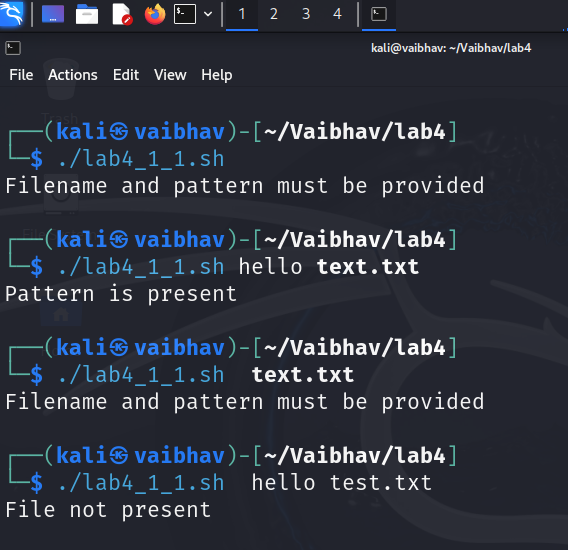 1 2 3 4
kali@vaibhav: ~/Vaibhav/lab4
File Actions Edit View Help
┌──(kali㉿vaibhav)-[~/Vaibhav/lab4]
└─$ ./lab4_1_1.sh
Filename and pattern must be provided
┌──(kali㉿vaibhav)-[~/Vaibhav/lab4]
└─$ ./lab4_1_1.sh hello text.txt
Pattern is present
┌──(kali㉿vaibhav)-[~/Vaibhav/lab4]
└─$ ./lab4_1_1.sh  text.txt
Filename and pattern must be provided
┌──(kali㉿vaibhav)-[~/Vaibhav/lab4]
└─$ ./lab4_1_1.sh  hello test.txt
File not present